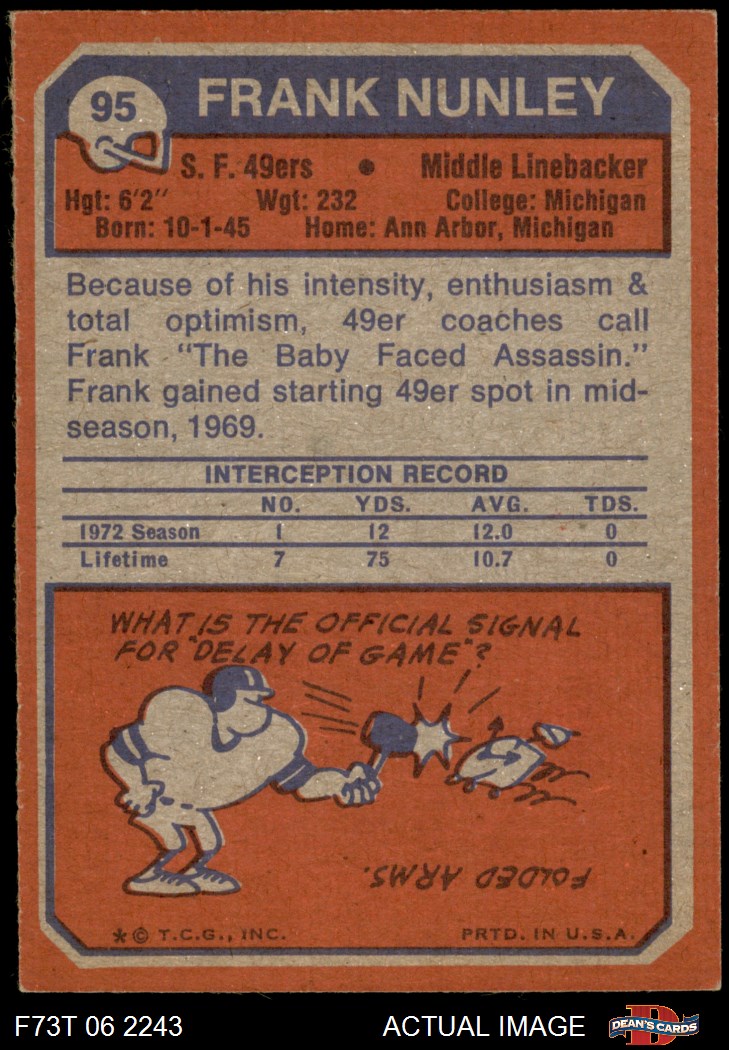 95
FRANK NUNLEY
S. F. 49ers • Middle Linebacker
Hgt: 6'2" Wgt: 232 College: Michigan
Born: 10-1-45 Home: Ann Arbor, Michigan
Because of his intensity, enthusiasm &
total optimism, 49er coaches call
Frank "The Baby Faced Assassin."
Frank gained starting 49er spot in mid-
season, 1969.
INTERCEPTION RECORD
NO. YDS. AVG. TDS.
1972 Season 1 12 12.0 0
Lifetime 7 75 10.7 0
WHAT IS THE OFFICIAL SIGNAL
FOR "DELAY OF GAME"?
FOLDED ARMS.
* © T.C.G., INC. PRTD. IN U.S.A.
F73T 06 2243 ACTUAL IMAGE DEAN'S CARDS